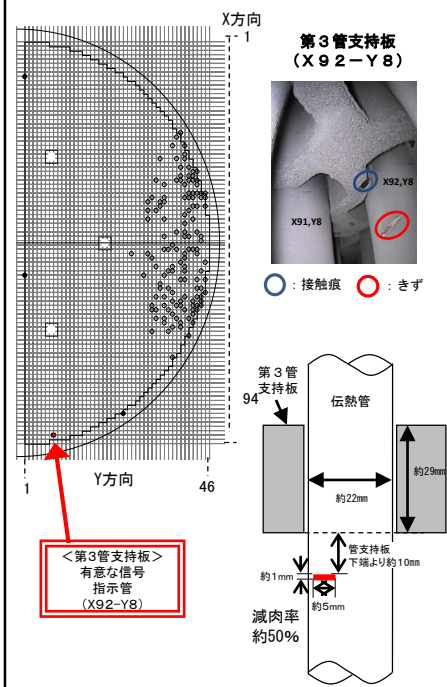 X方向
1
Y方向
1
46
94
＜第3管支持板＞
有意な信号
指示管
(X92-Y8)
第3管支持板
(X92－Y8)
X92,Y8
X91,Y8
：接触痕
：きず
第3管
支持板
伝熱管
約29mm
約22mm
管支持板
下端より約10mm
約1mm
約5mm
減肉率
約50%